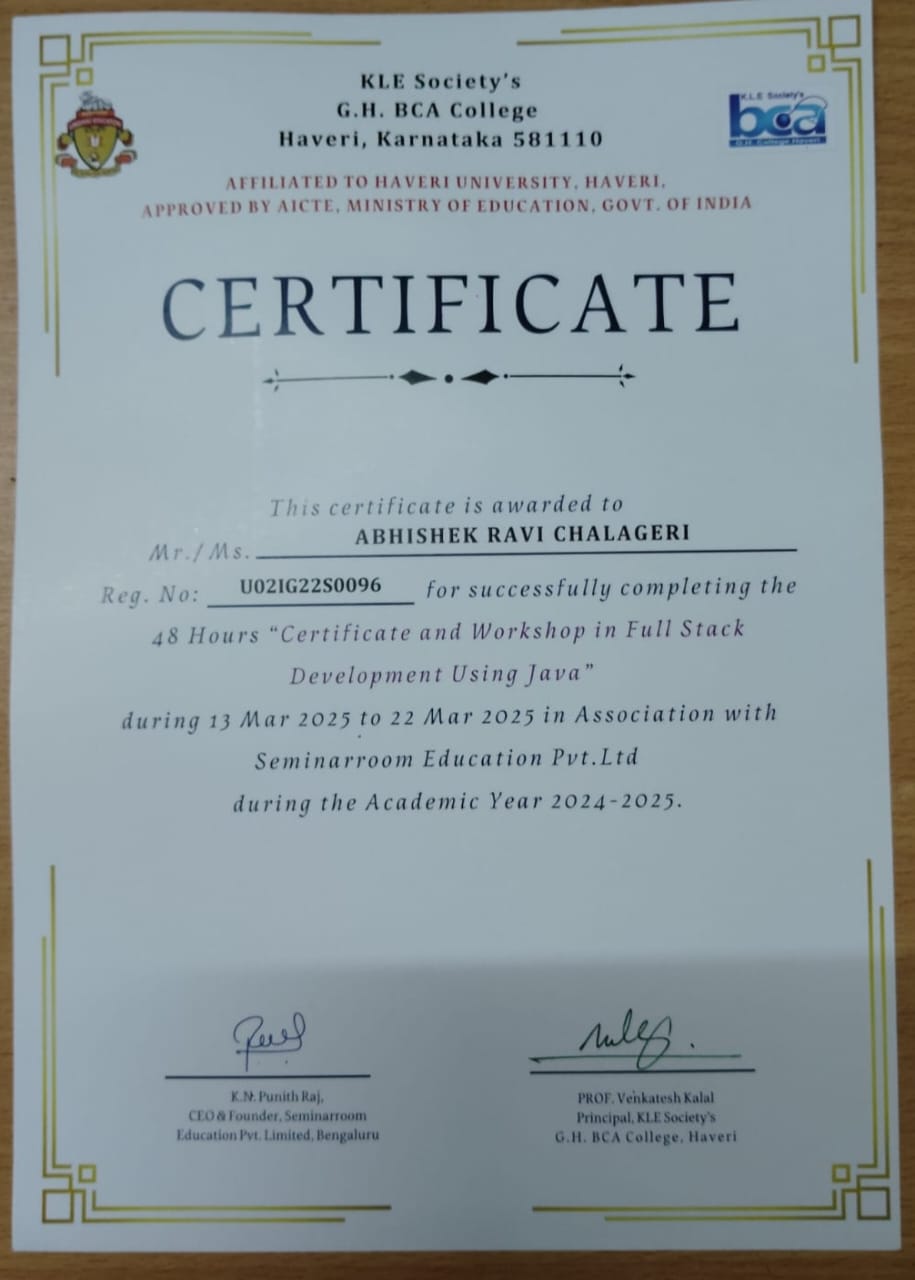 KLE Society's
G.H. BCA College
Haveri, Karnataka 581110
K.L.E Society's
bca
G.H. College Haveri
AFFILIATED TO HAVERI UNIVERSITY, HAVERI,
APPROVED BY AICTE, MINISTRY OF EDUCATION, GOVT. OF INDIA
CERTIFICATE
This certificate is awarded to
Mr./Ms. ABHISHEK RAVI CHALAGERI
Reg. No: U02IG22S0096 for successfully completing the
48 Hours “Certificate and Workshop in Full Stack
Development Using Java”
during 13 Mar 2025 to 22 Mar 2025 in Association with
Seminarroom Education Pvt.Ltd
during the Academic Year 2024-2025.
K.N. Punith Raj,
CEO & Founder, Seminarroom
Education Pvt. Limited, Bengaluru
PROF. Venkatesh Kalal
Principal, KLE Society's
G.H. BCA College, Haveri